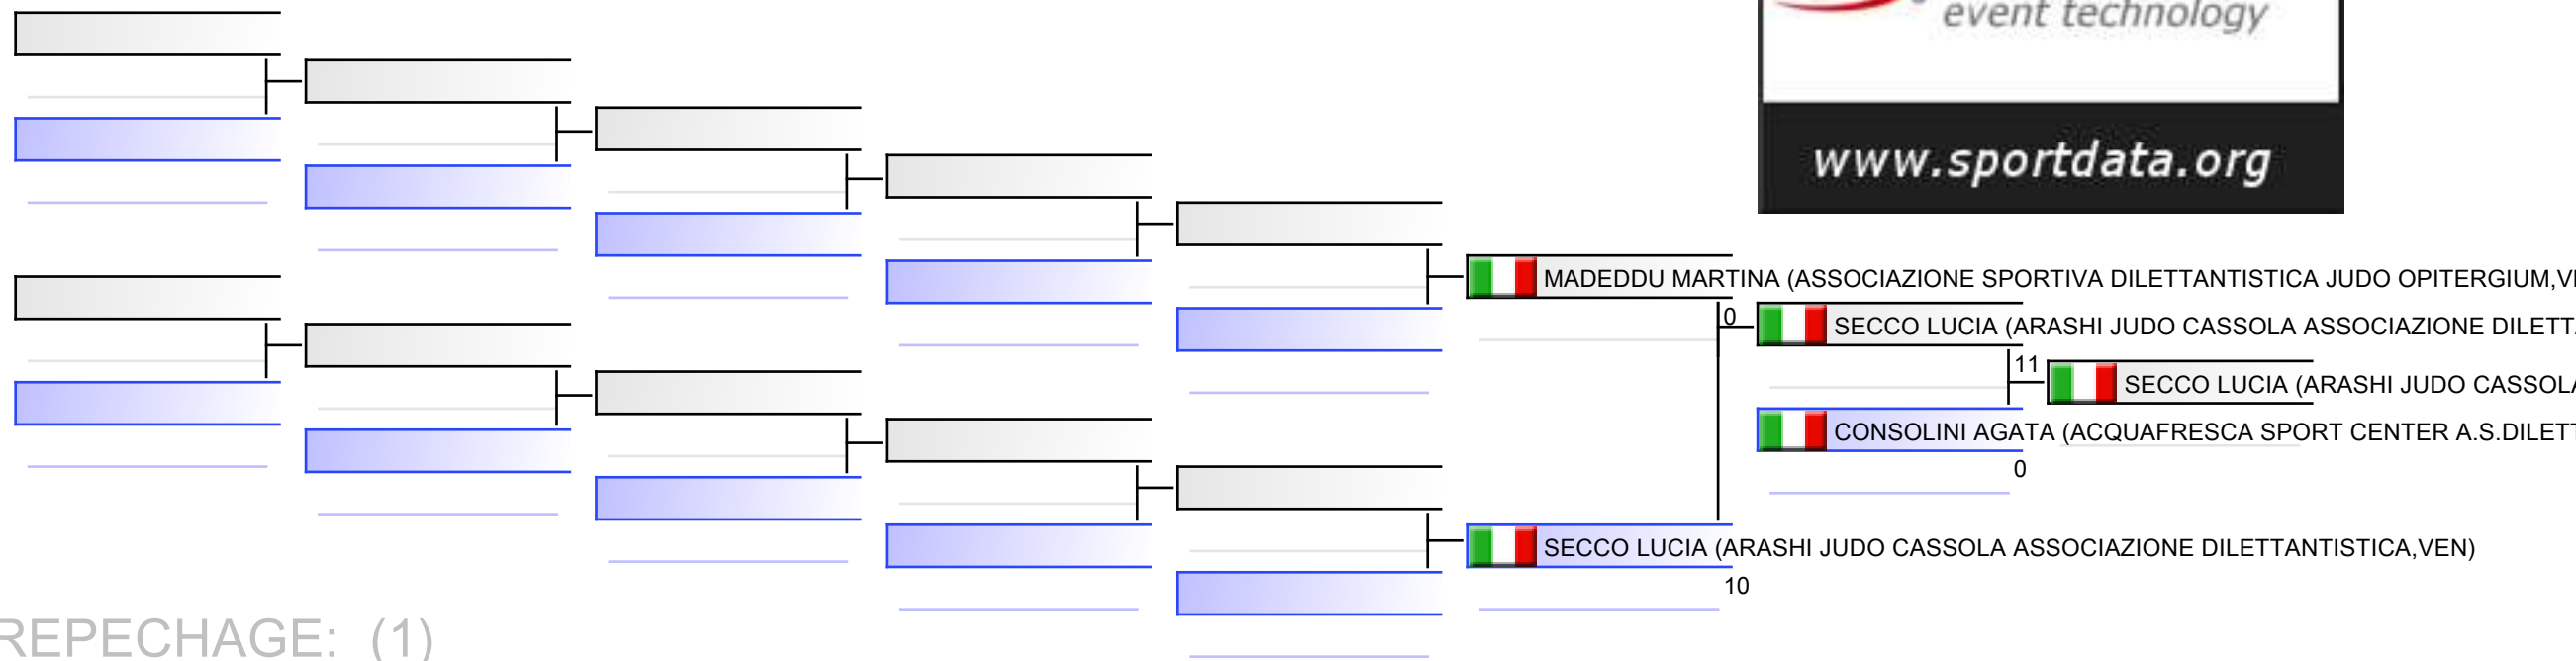 event technology
www.sportdata.org
MADEDDU MARTINA (ASSOCIAZIONE SPORTIVA DILETTANTISTICA JUDO OPITERGIUM,VE
0
SECCO LUCIA (ARASHI JUDO CASSOLA ASSOCIAZIONE DILETT
11
SECCO LUCIA (ARASHI JUDO CASSOLA
CONSOLINI AGATA (ACQUAFRESCA SPORT CENTER A.S.DILETT
0
SECCO LUCIA (ARASHI JUDO CASSOLA ASSOCIAZIONE DILETTANTISTICA,VEN)
10
REPECHAGE: (1)